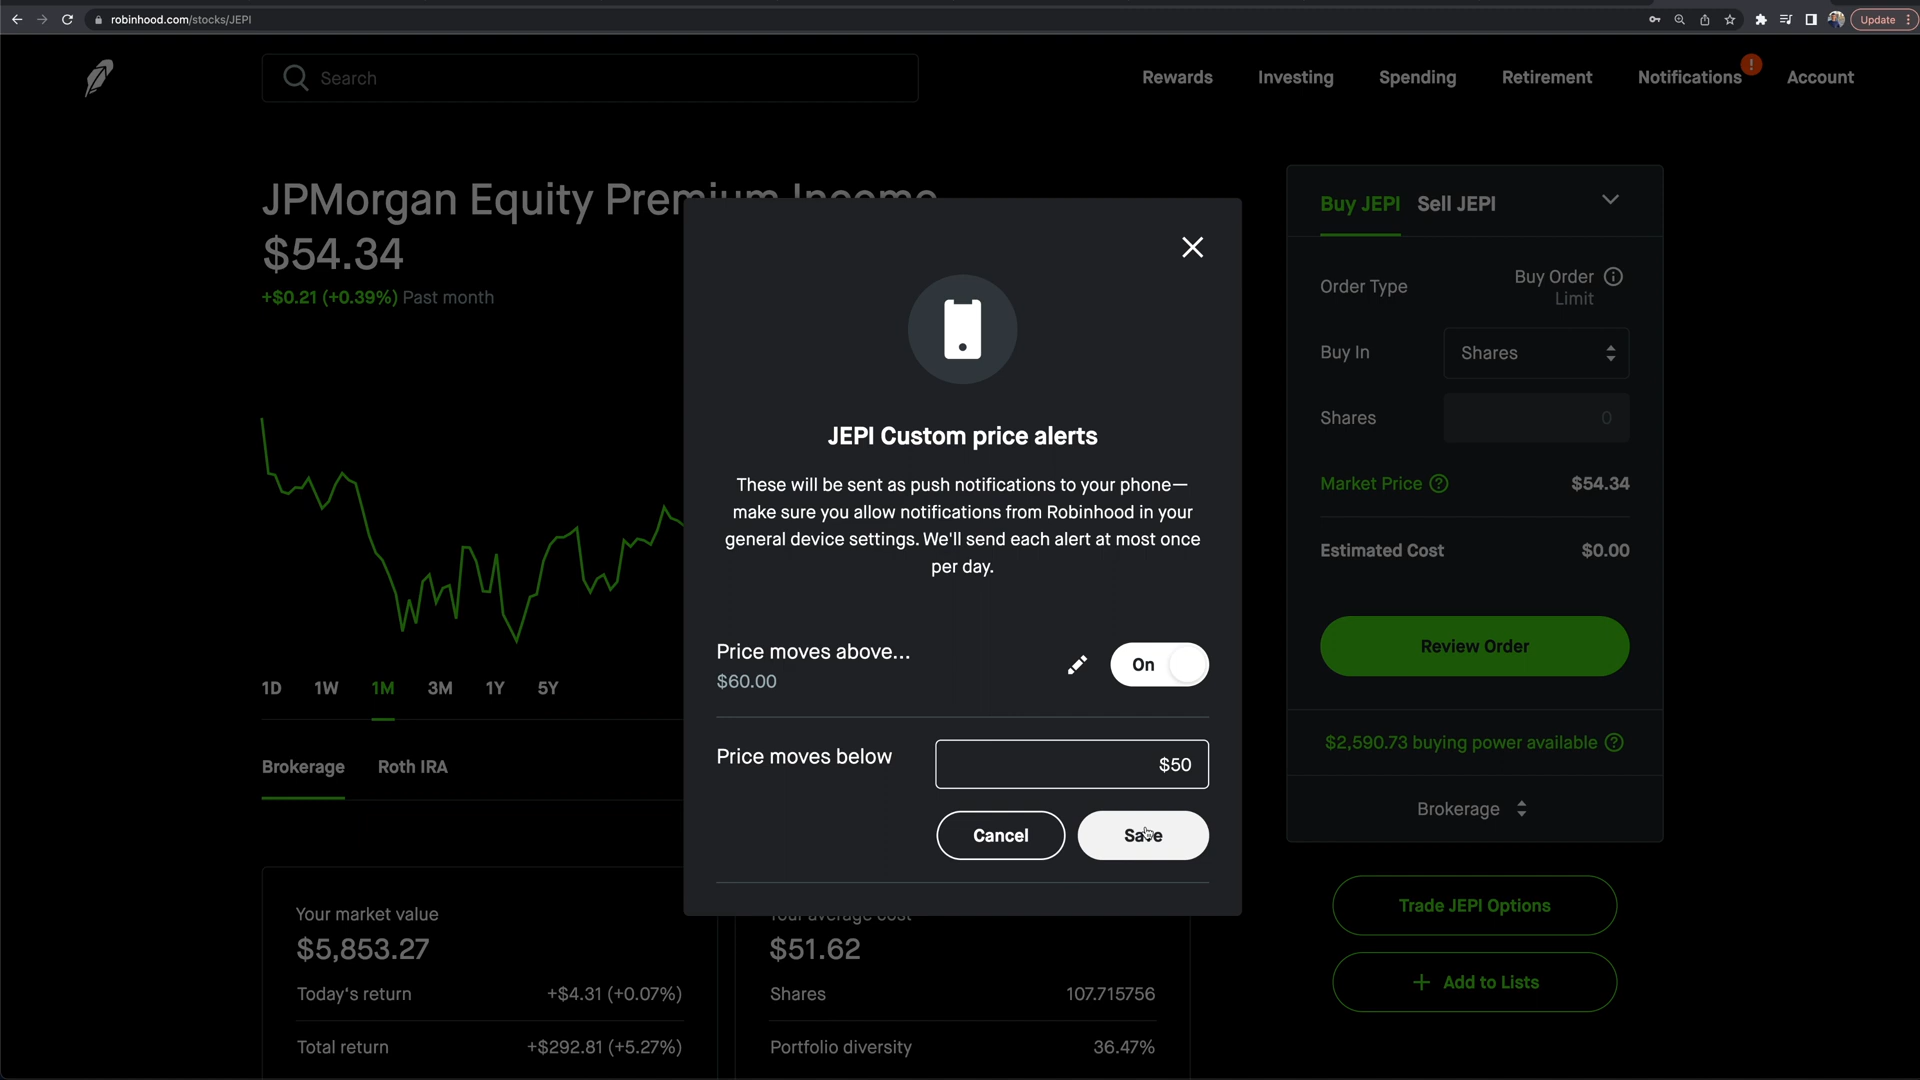 robinhood.com/stocks/JEPI
Update
Search
Rewards
Investing
Spending
Retirement
Notifications
!
Account
JPMorgan Equity Premium Income
$54.34
+$0.21 (+0.39%) Past month
1D
1W
1M
3M
1Y
5Y
Brokerage
Roth IRA
Your market value
$5,853.27
Today's return
+$4.31 (+0.07%)
Total return
+$292.81 (+5.27%)
Your average cost
$51.62
Shares
107.715756
Portfolio diversity
36.47%
JEPI Custom price alerts
These will be sent as push notifications to your phone—
make sure you allow notifications from Robinhood in your
general device settings. We'll send each alert at most once
per day.
Price moves above...
$60.00
On
Price moves below
$50
Cancel
Save
Buy JEPI
Sell JEPI
Order Type
Buy Order
Limit
Buy In
Shares
Shares
0
Market Price ?
$54.34
Estimated Cost
$0.00
Review Order
$2,590.73 buying power available ?
Brokerage
Trade JEPI Options
+ Add to Lists